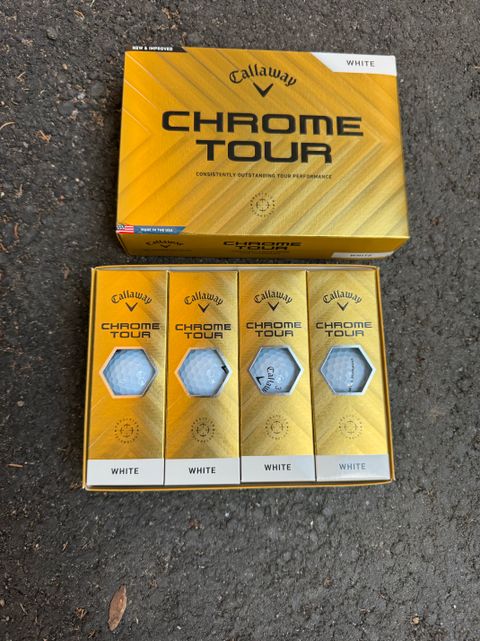 NEW & IMPROVED
WHITE
Callaway
CHROME
TOUR
CONSISTENTLY OUTSTANDING TOUR PERFORMANCE
MADE IN THE USA
Callaway
CHROME
TOUR
WHITE
Callaway
CHROME
TOUR
WHITE
Callaway
CHROME
TOUR
WHITE
Callaway
CHROME
TOUR
WHITE
Callaway
CHROME
TOUR
WHITE